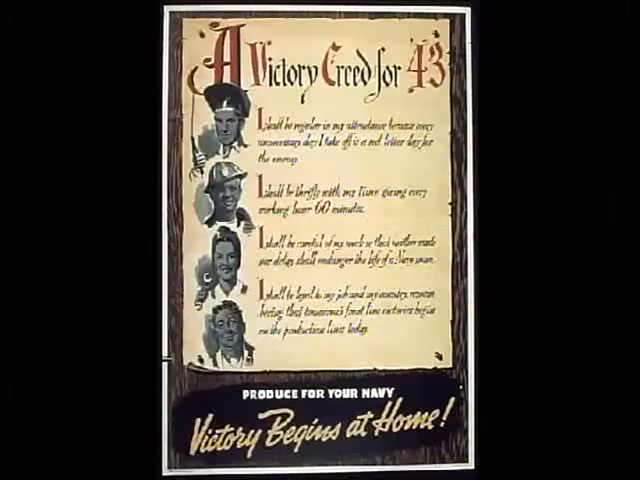 A Victory Creed for '43
I shall be regular in my attendance because every
unnecessary day I take off is a red letter day for
the enemy.
I shall be thrifty with my time giving every
working hour 60 minutes.
I shall be careful of my work so that neither waste
nor delay shall endanger the life of a Navy man.
I shall be loyal to my job and my country, remem-
bering that tomorrow's front line victories begin
on the production lines today.
PRODUCE FOR YOUR NAVY
Victory Begins at Home!